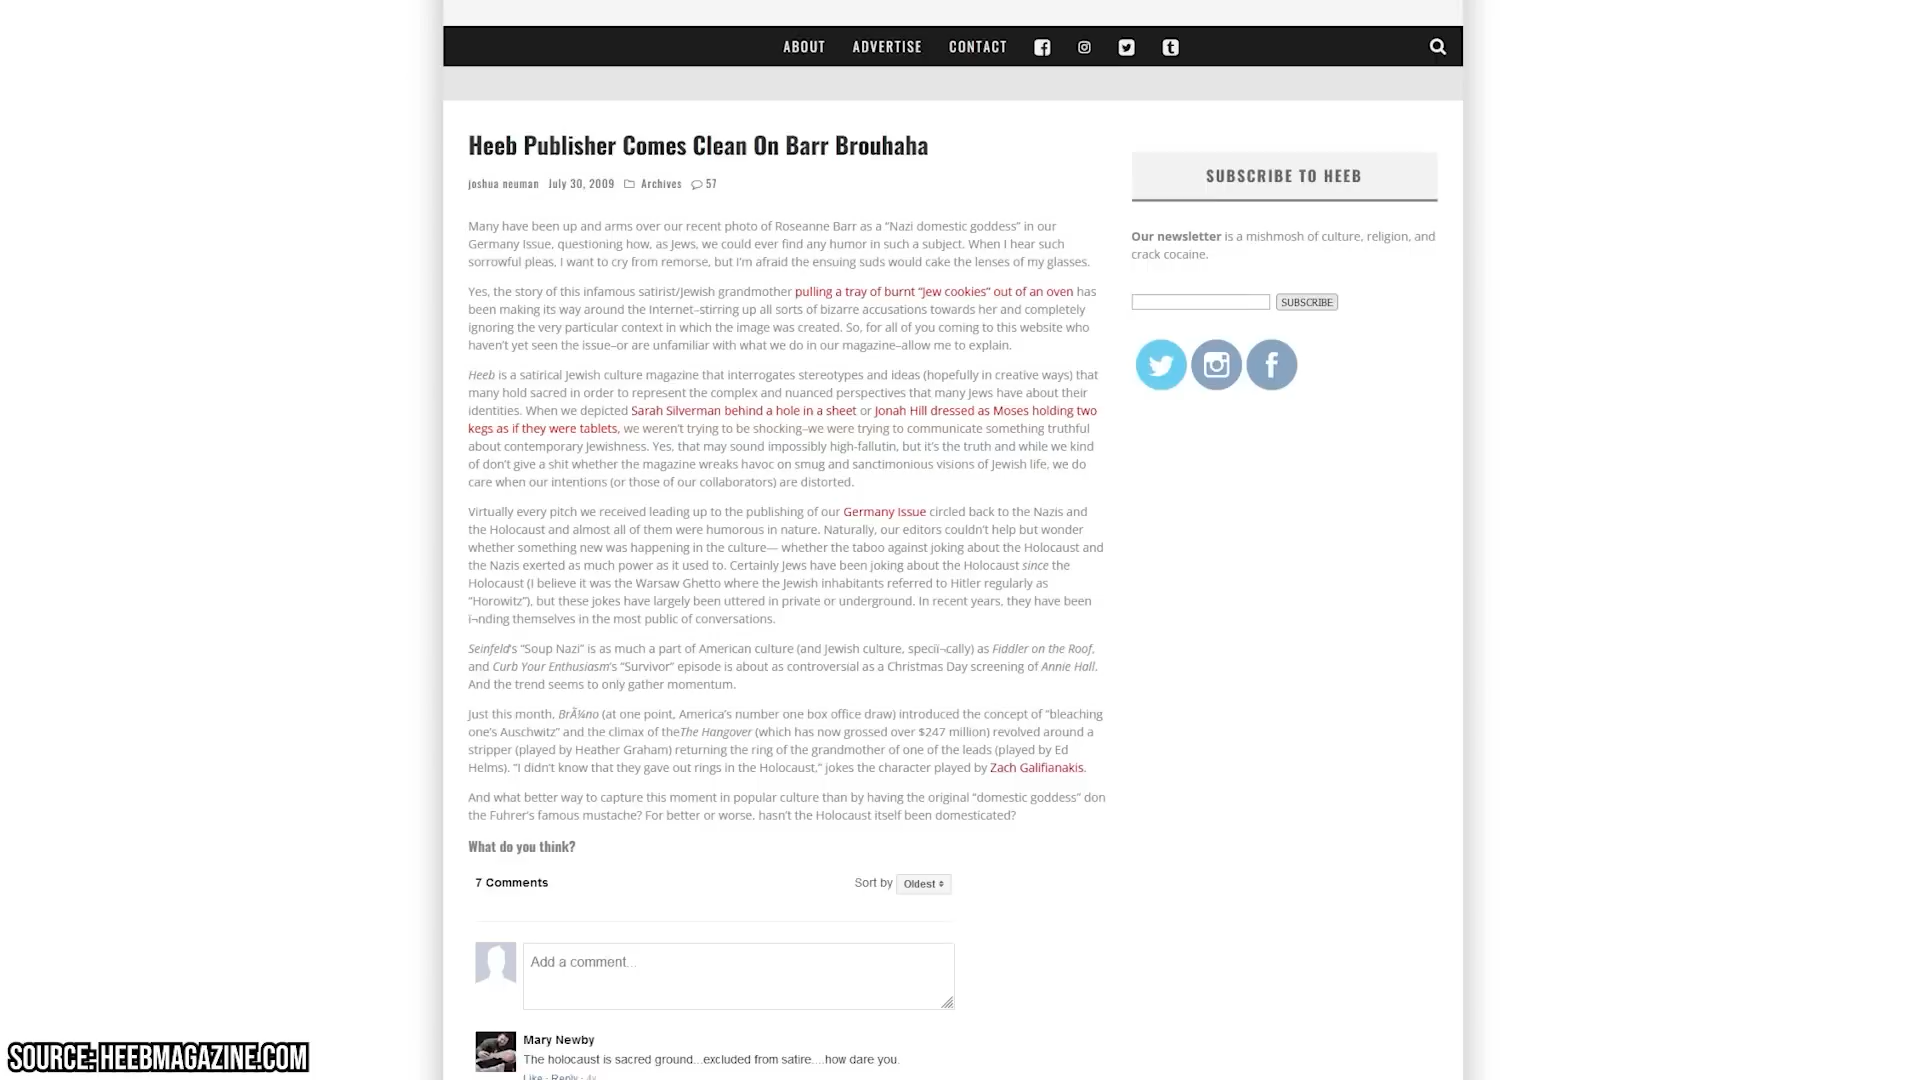 ABOUT ADVERTISE CONTACT
Heeb Publisher Comes Clean On Barr Brouhaha
joshua neuman July 30, 2009 Archives 57
Many have been up and arms over our recent photo of Roseanne Barr as a “Nazi domestic goddess” in our
Germany Issue, questioning how, as Jews, we could ever find any humor in such a subject. When I hear such
sorrowful pleas, I want to cry from remorse, but I’m afraid the ensuing suds would cake the lenses of my glasses.
Yes, the story of this infamous satirist/Jewish grandmother pulling a tray of burnt “Jew cookies” out of an oven has
been making its way around the Internet–stirring up all sorts of bizarre accusations towards her and completely
ignoring the very particular context in which the image was created. So, for all of you coming to this website who
haven’t yet seen the issue–or are unfamiliar with what we do in our magazine–allow me to explain.
Heeb is a satirical Jewish culture magazine that interrogates stereotypes and ideas (hopefully in creative ways) that
many hold sacred in order to represent the complex and nuanced perspectives that many Jews have about their
identities. When we depicted Sarah Silverman behind a hole in a sheet or Jonah Hill dressed as Moses holding two
kegs as if they were tablets, we weren’t trying to be shocking–we were trying to communicate something truthful
about contemporary Jewishness. Yes, that may sound impossibly high-fallutin, but it’s the truth and while we kind
of don’t give a shit whether the magazine wreaks havoc on smug and sanctimonious visions of Jewish life, we do
care when our intentions (or those of our collaborators) are distorted.
Virtually every pitch we received leading up to the publishing of our Germany Issue circled back to the Nazis and
the Holocaust and almost all of them were humorous in nature. Naturally, our editors couldn’t help but wonder
whether something new was happening in the culture— whether the taboo against joking about the Holocaust and
the Nazis exerted as much power as it used to. Certainly Jews have been joking about the Holocaust since the
Holocaust (I believe it was the Warsaw Ghetto where the Jewish inhabitants referred to Hitler regularly as
“Horowitz”), but these jokes have largely been uttered in private or underground. In recent years, they have been
ï¬nding themselves in the most public of conversations.
Seinfeld’s “Soup Nazi” is as much a part of American culture (and Jewish culture, speciï¬cally) as Fiddler on the Roof,
and Curb Your Enthusiasm’s “Survivor” episode is about as controversial as a Christmas Day screening of Annie Hall.
And the trend seems to only gather momentum.
Just this month, BrÃ¼no (at one point, America’s number one box office draw) introduced the concept of “bleaching
one’s Auschwitz” and the climax of theThe Hangover (which has now grossed over $247 million) revolved around a
stripper (played by Heather Graham) returning the ring of the grandmother of one of the leads (played by Ed
Helms). “I didn’t know that they gave out rings in the Holocaust,” jokes the character played by Zach Galifianakis.
And what better way to capture this moment in popular culture than by having the original “domestic goddess” don
the Fuhrer’s famous mustache? For better or worse, hasn’t the Holocaust itself been domesticated?
What do you think?
7 Comments Sort by Oldest
Add a comment...
Mary Newby
The holocaust is sacred ground...excluded from satire....how dare you.
Like · Reply · 4y
SUBSCRIBE TO HEEB
Our newsletter is a mishmosh of culture, religion, and
crack cocaine.
SUBSCRIBE
SOURCE: HEEBMAGAZINE.COM